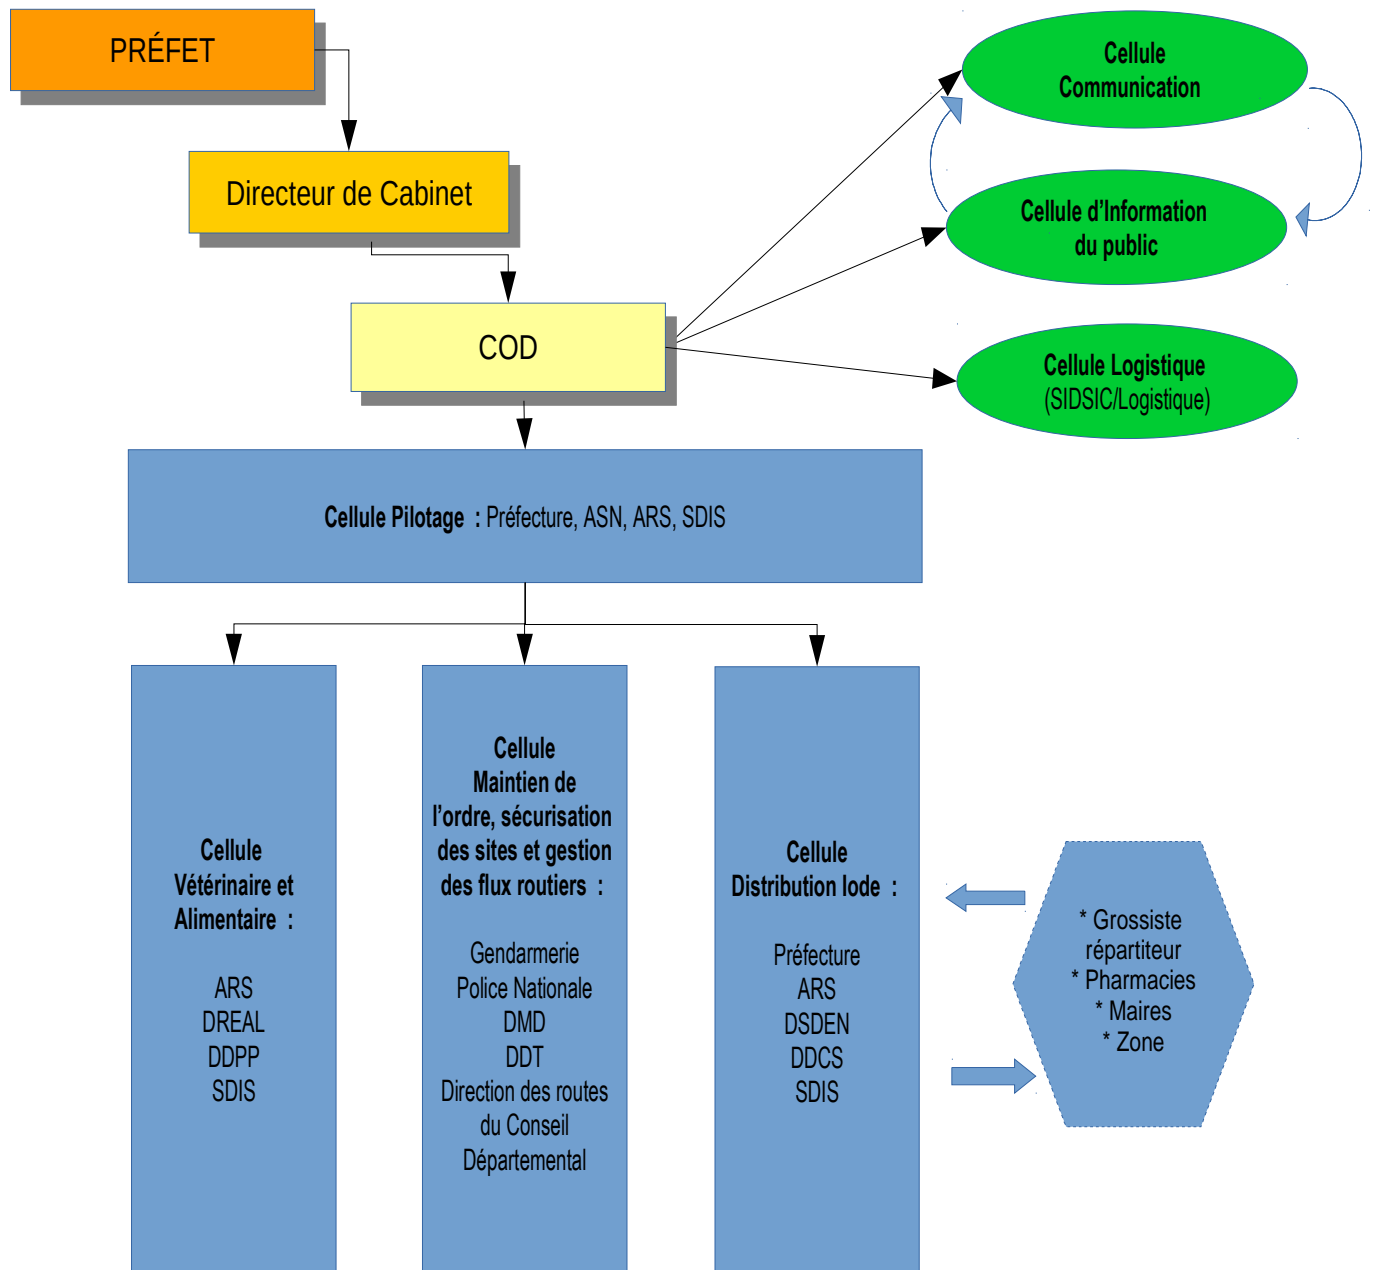 PRÉFET
Directeur de Cabinet
COD
Cellule
Communication
Cellule d'Information
du public
Cellule Logistique
(SIDSIC/Logistique)
Cellule Pilotage : Préfecture, ASN, ARS, SDIS
Cellule
Vétérinaire et
Alimentaire :
ARS
DREAL
DDPP
SDIS
Cellule
Maintien de
l'ordre, sécurisation
des sites et gestion
des flux routiers :
Gendarmerie
Police Nationale
DMD
DDT
Direction des routes
du Conseil
Départemental
Cellule
Distribution Iode :
Préfecture
ARS
DSDEN
DDCS
SDIS
* Grossiste
répartiteur
* Pharmacies
* Maires
* Zone